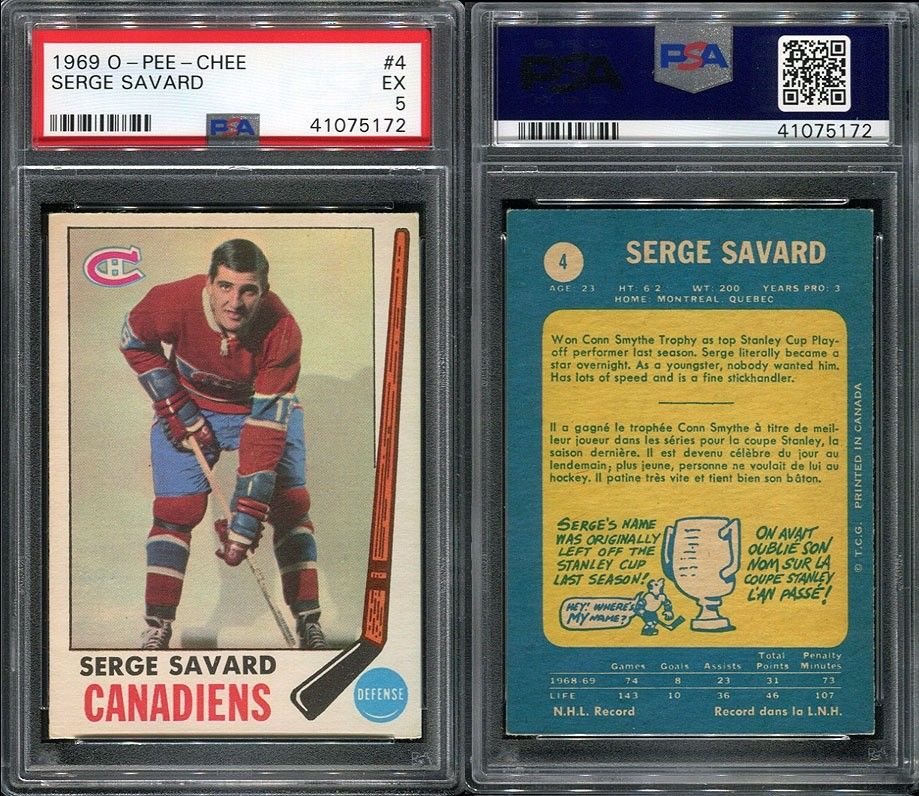 1969 O-PEE-CHEE #4
SERGE SAVARD EX
5
PSA 41075172
SERGE SAVARD
CANADIENS
DEFENSE
PSA PSA
41075172
4 SERGE SAVARD
AGE: 23 HT: 6 2 WT: 200 YEARS PRO: 3
HOME: MONTREAL, QUEBEC
Won Conn Smythe Trophy as top Stanley Cup Play-
off performer last season. Serge literally became a
star overnight. As a youngster, nobody wanted him.
Has lots of speed and is a fine stickhandler.
Il a gagné le trophée Conn Smythe à titre de meil-
leur joueur dans les séries pour la coupe Stanley, la
saison dernière. Il est devenu célèbre du jour au
lendemain; plus jeune, personne ne voulait de lui au
hockey. Il patine très vite et tient bien son bâton.
SERGE'S NAME
WAS ORIGINALLY
LEFT OFF THE
STANLEY CUP
LAST SEASON!
HEY! WHERE'S
MY NAME?
ON AVAIT
OUBLIÉ SON
NOM SUR LA
COUPE STANLEY
L'AN PASSÉ!
© T.C.G. PRINTED IN CANADA
Games Goals Assists Total Points Penalty Minutes
1968-69 74 8 23 31 73
LIFE 143 10 36 46 107
N.H.L. Record Record dans la L.N.H.